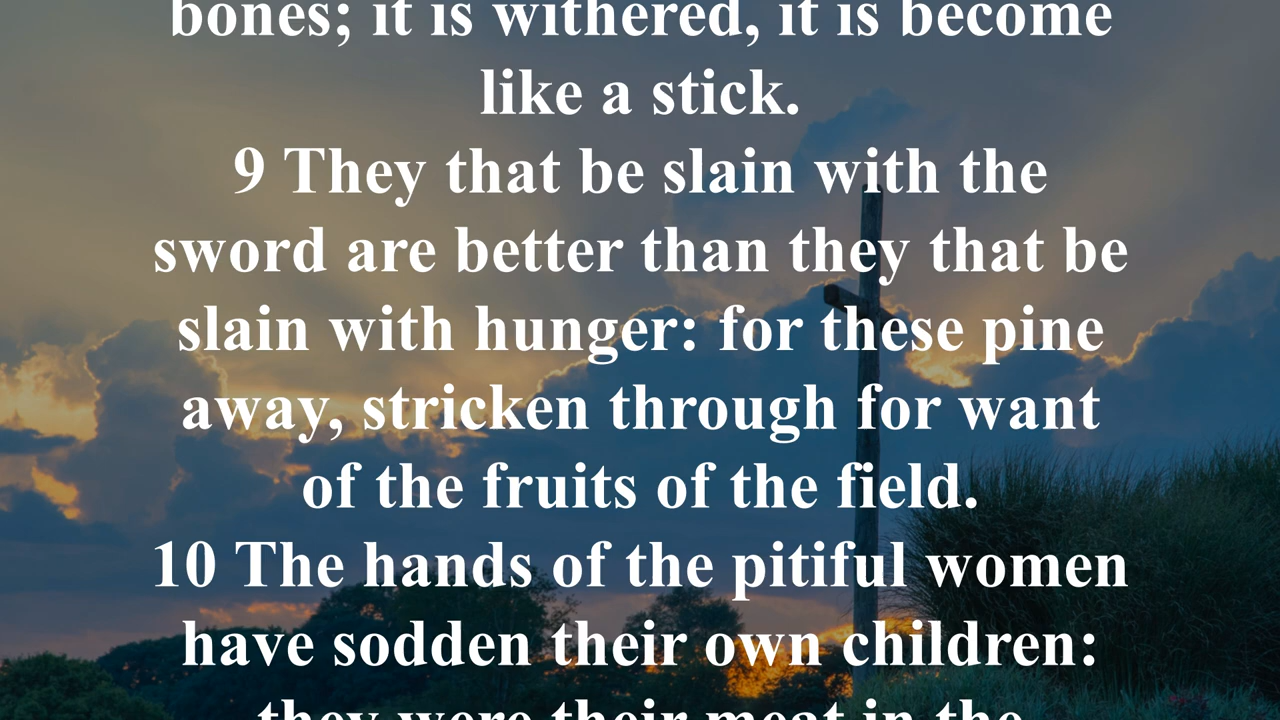 bones; it is withered, it is become
like a stick.
9 They that be slain with the
sword are better than they that be
slain with hunger: for these pine
away, stricken through for want
of the fruits of the field.
10 The hands of the pitiful women
have sodden their own children:
they were their meat in the